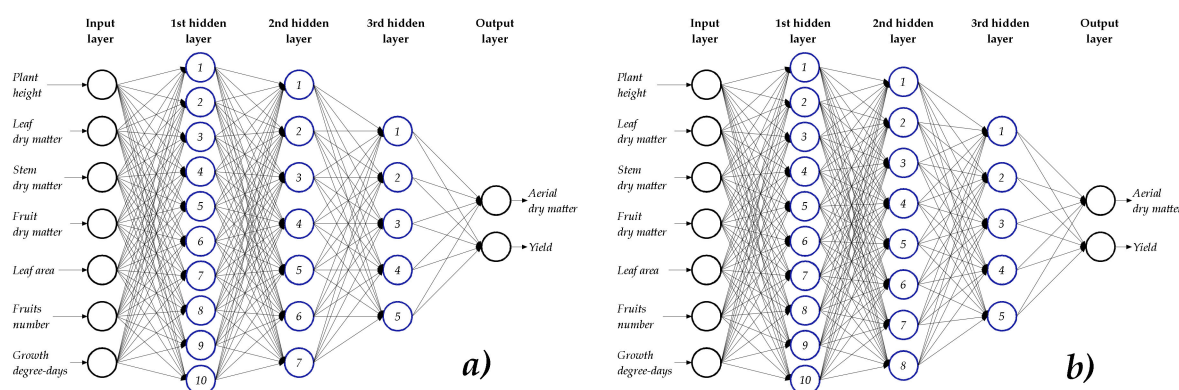 Input layer
1st hidden layer
2nd hidden layer
3rd hidden layer
Output layer
Plant height
Leaf dry matter
Stem dry matter
Fruit dry matter
Leaf area
Fruits number
Growth degree-days
1
2
3
4
5
6
7
8
9
10
1
2
3
4
5
6
7
1
2
3
4
5
Aerial dry matter
Yield
a)
Input layer
1st hidden layer
2nd hidden layer
3rd hidden layer
Output layer
Plant height
Leaf dry matter
Stem dry matter
Fruit dry matter
Leaf area
Fruits number
Growth degree-days
1
2
3
4
5
6
7
8
9
10
1
2
3
4
5
6
7
8
1
2
3
4
5
Aerial dry matter
Yield
b)